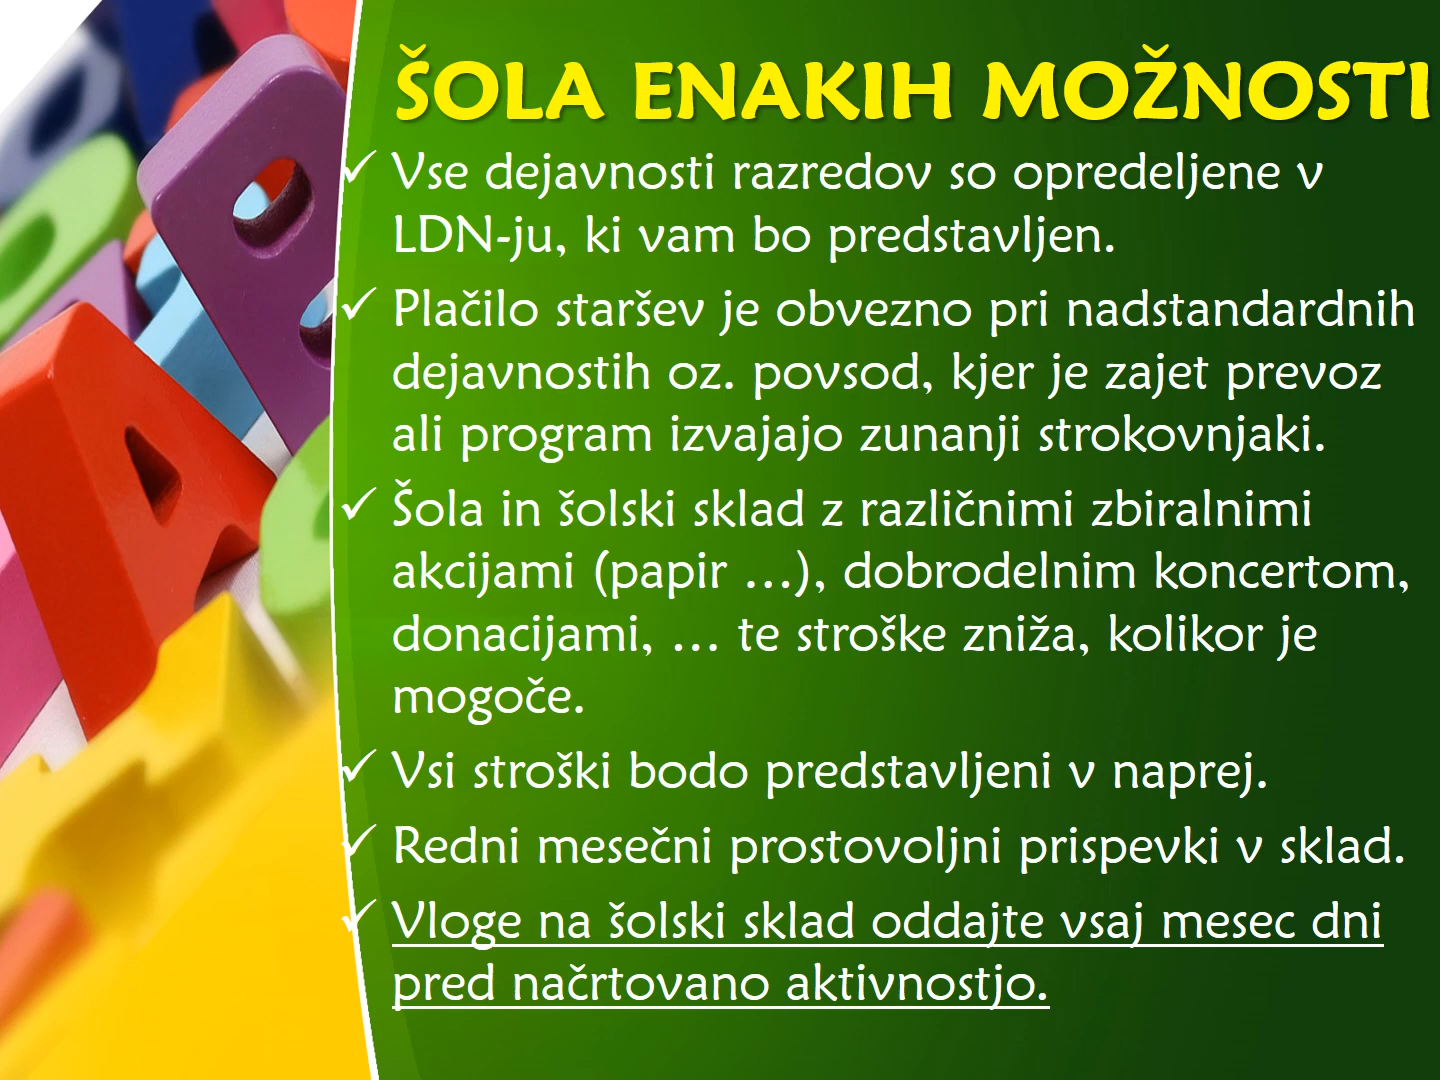 ŠOLA ENAKIH MOŽNOSTI
✓ Vse dejavnosti razredov so opredeljene v
LDN-ju, ki vam bo predstavljen.
✓ Plačilo staršev je obvezno pri nadstandardnih
dejavnostih oz. povsod, kjer je zajet prevoz
ali program izvajajo zunanji strokovnjaki.
✓ Šola in šolski sklad z različnimi zbiralnimi
akcijami (papir ...), dobrodelnim koncertom,
donacijami, ... te stroške zniža, kolikor je
mogoče.
✓ Vsi stroški bodo predstavljeni v naprej.
✓ Redni mesečni prostovoljni prispevki v sklad.
✓ Vloge na šolski sklad oddajte vsaj mesec dni
pred načrtovano aktivnostjo.